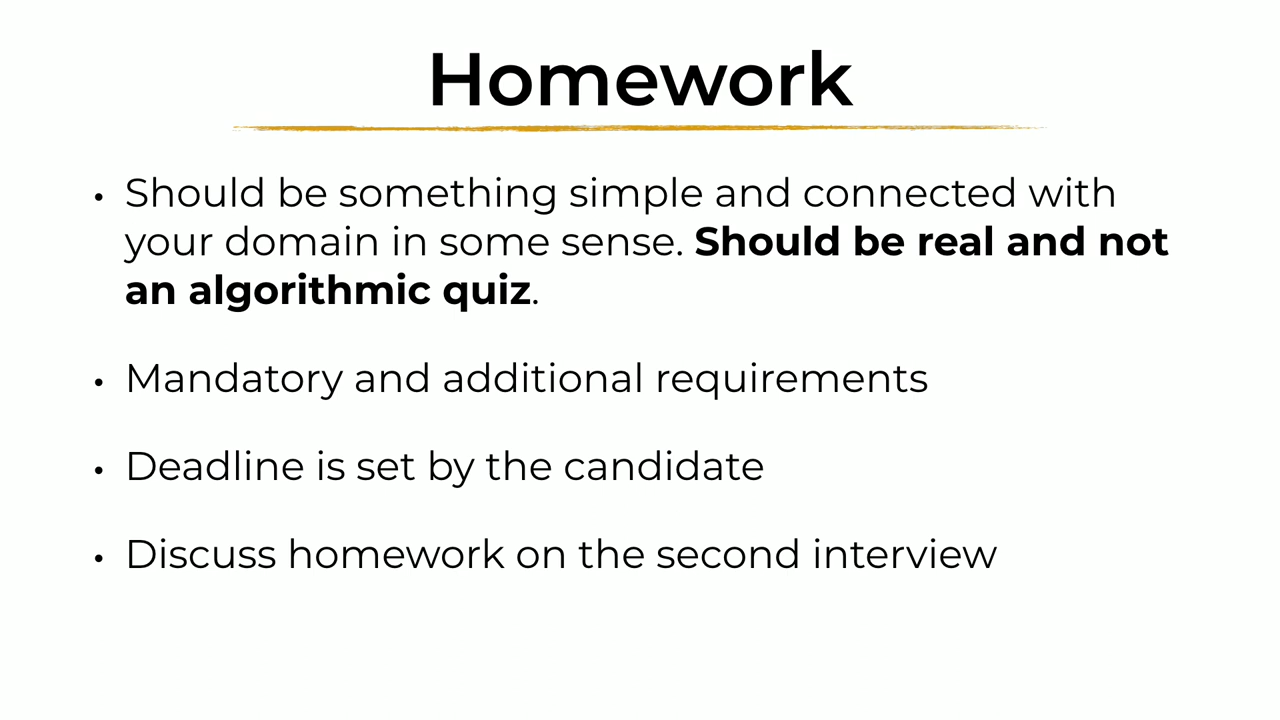 Homework
• Should be something simple and connected with
your domain in some sense. Should be real and not
an algorithmic quiz.
• Mandatory and additional requirements
• Deadline is set by the candidate
• Discuss homework on the second interview